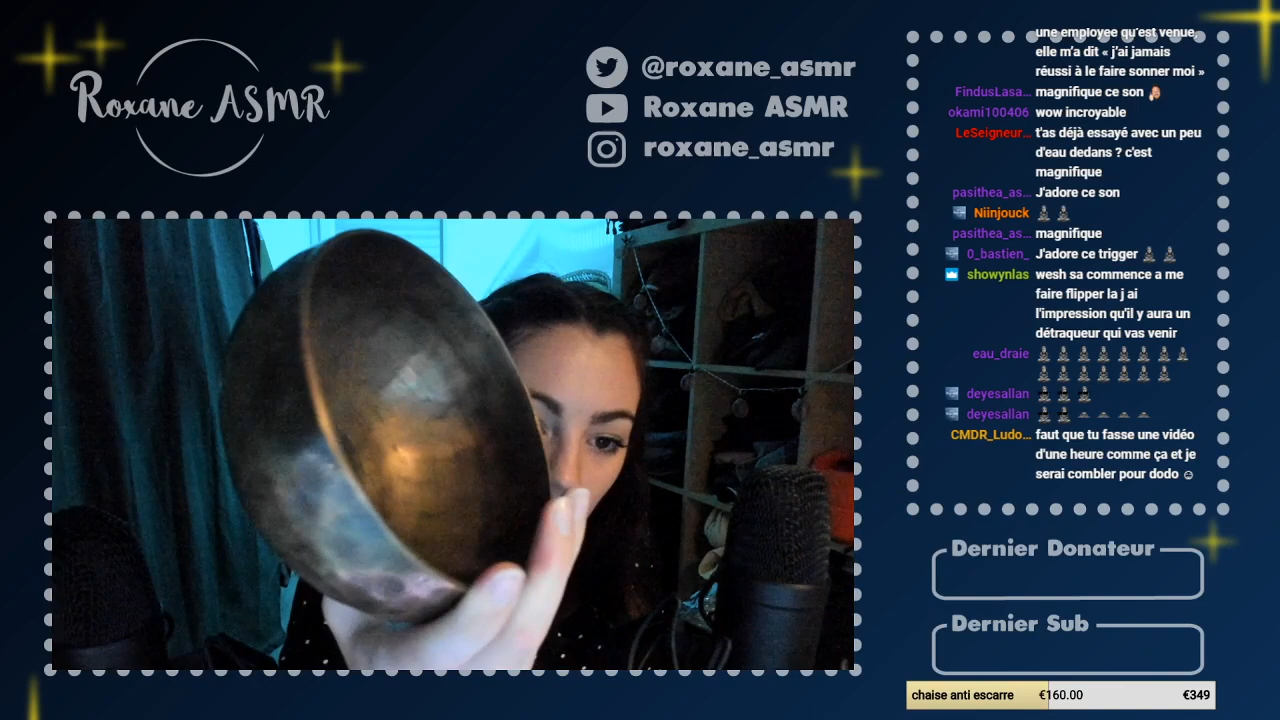 Roxane ASMR
@roxane_asmr
Roxane ASMR
roxane_asmr
une employee qu'est venue,
elle m'a dit « j'ai jamais
réussi à le faire sonner moi »
FindusLasa... magnifique ce son
okami100406 wow incroyable
LeSeigneur... t'as déjà essayé avec un peu
d'eau dedans ? c'est
magnifique
pasithea_as... J'adore ce son
Niinjouck
pasithea_as... magnifique
0_bastien_ J'adore ce trigger
showynlas wesh sa commence a me
faire flipper la j ai
l'impression qu'il y aura un
détraqueur qui vas venir
eau_draie
deyesallan
deyesallan
CMDR_Ludo... faut que tu fasse une vidéo
d'une heure comme ça et je
serai combler pour dodo ☺
Dernier Donateur
Dernier Sub
chaise anti escarre €160.00 €349